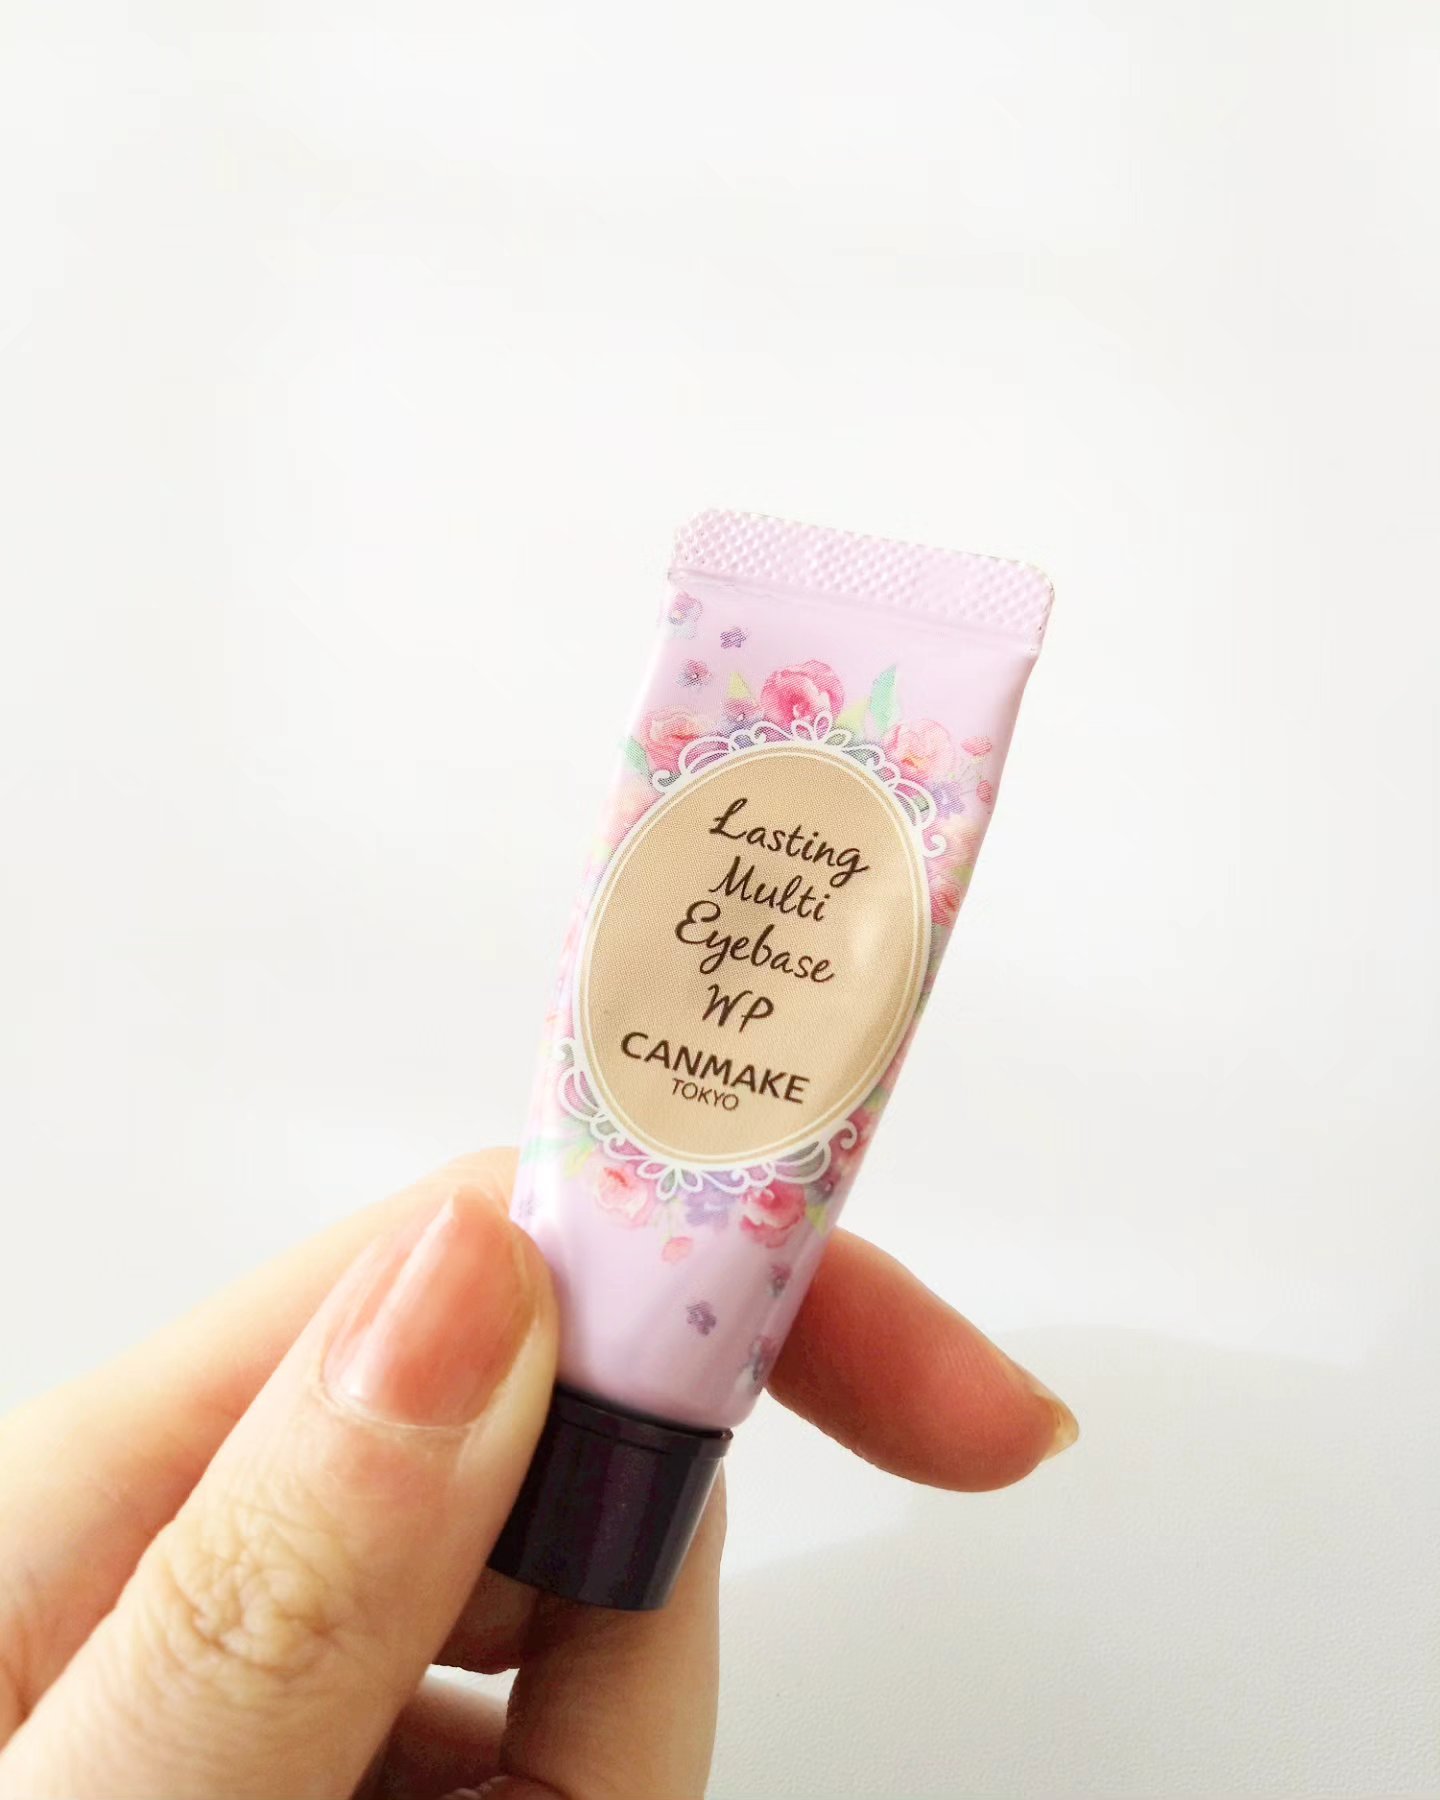 Lasting
Multi
Eyebase
WP
CANMAKE
TOKYO